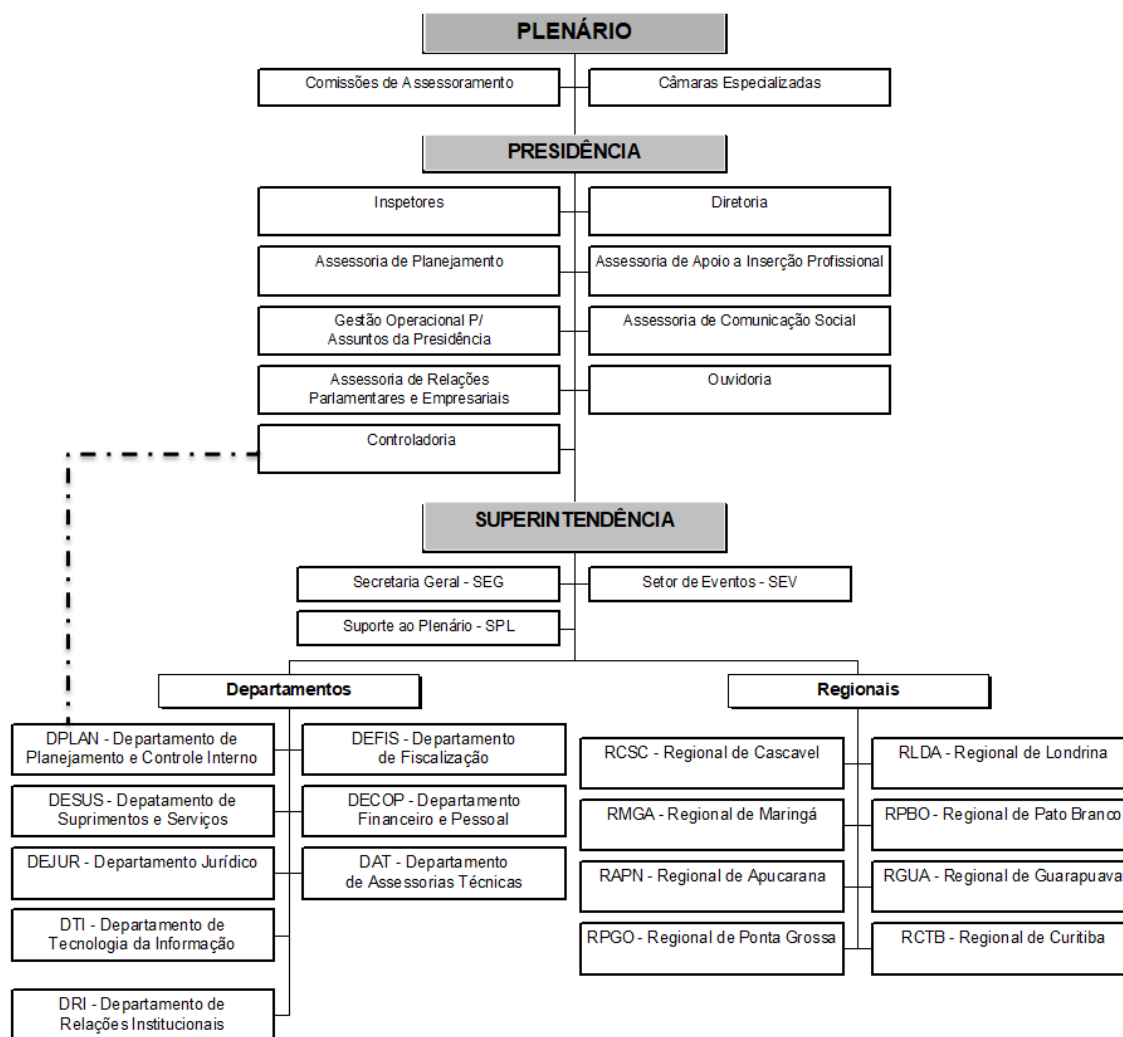 PLENÁRIO
Comissões de Assessoramento
Câmaras Especializadas
PRESIDÊNCIA
Inspetores
Diretoria
Assessoria de Planejamento
Assessoria de Apoio a Inserção Profissional
Gestão Operacional P/
Assuntos da Presidência
Assessoria de Comunicação Social
Assessoria de Relações
Parlamentares e Empresariais
Ouvidoria
Controladoria
SUPERINTENDÊNCIA
Secretaria Geral - SEG
Setor de Eventos - SEV
Suporte ao Plenário - SPL
Departamentos
DPLAN - Departamento de
Planejamento e Controle Interno
DEFIS - Departamento
de Fiscalização
DESUS - Depatamento de
Suprimentos e Serviços
DECOP - Departamento
Financeiro e Pessoal
DEJUR - Departamento Jurídico
DAT - Departamento
de Assessorias Técnicas
DTI - Departamento de
Tecnologia da Informação
DRI - Departamento de
Relações Institucionais
Regionais
RCSC - Regional de Cascavel
RLDA - Regional de Londrina
RMGA - Regional de Maringá
RPBO - Regional de Pato Branco
RAPN - Regional de Apucarana
RGUA - Regional de Guarapuava
RPGO - Regional de Ponta Grossa
RCTB - Regional de Curitiba